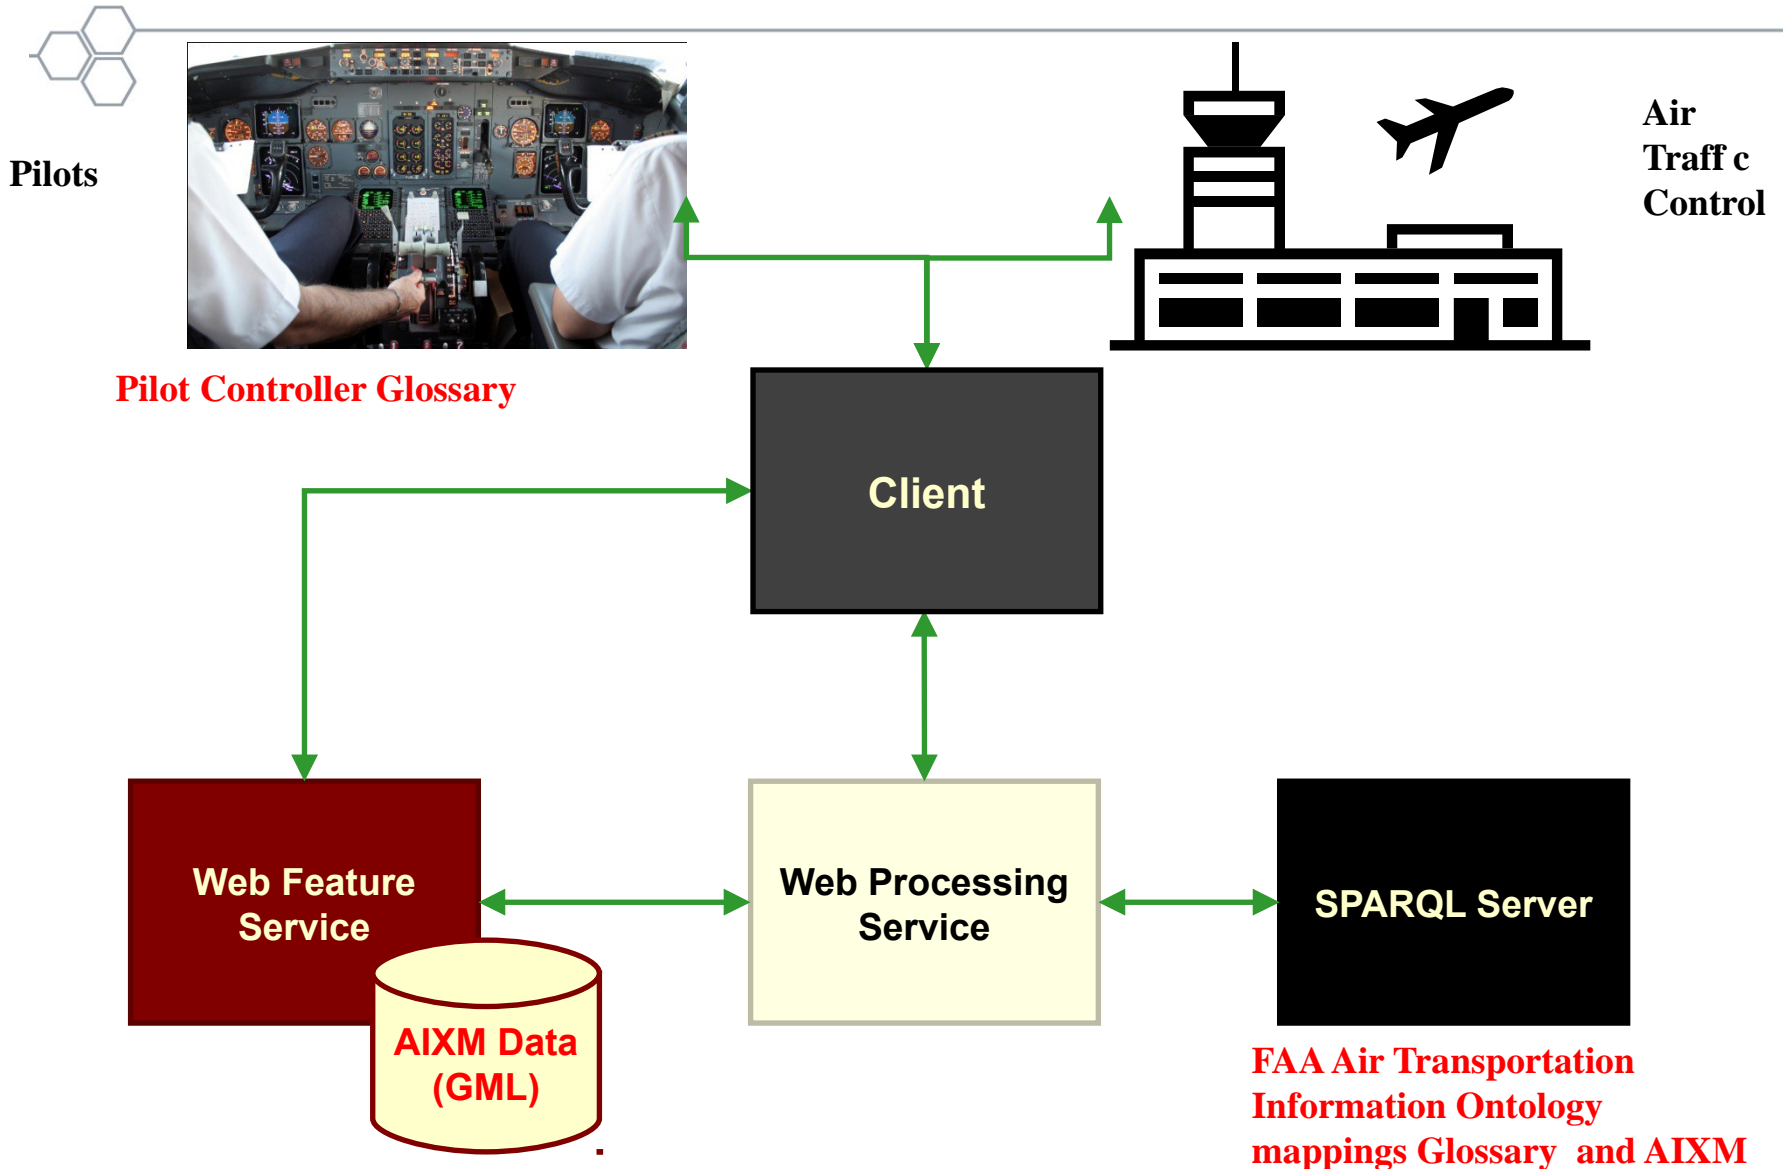 Pilots
Air
Traff c
Control
Pilot Controller Glossary
Client
Web Feature
Service
Web Processing
Service
SPARQL Server
AIXM Data
(GML)
FAA Air Transportation
Information Ontology
mappings Glossary and AIXM